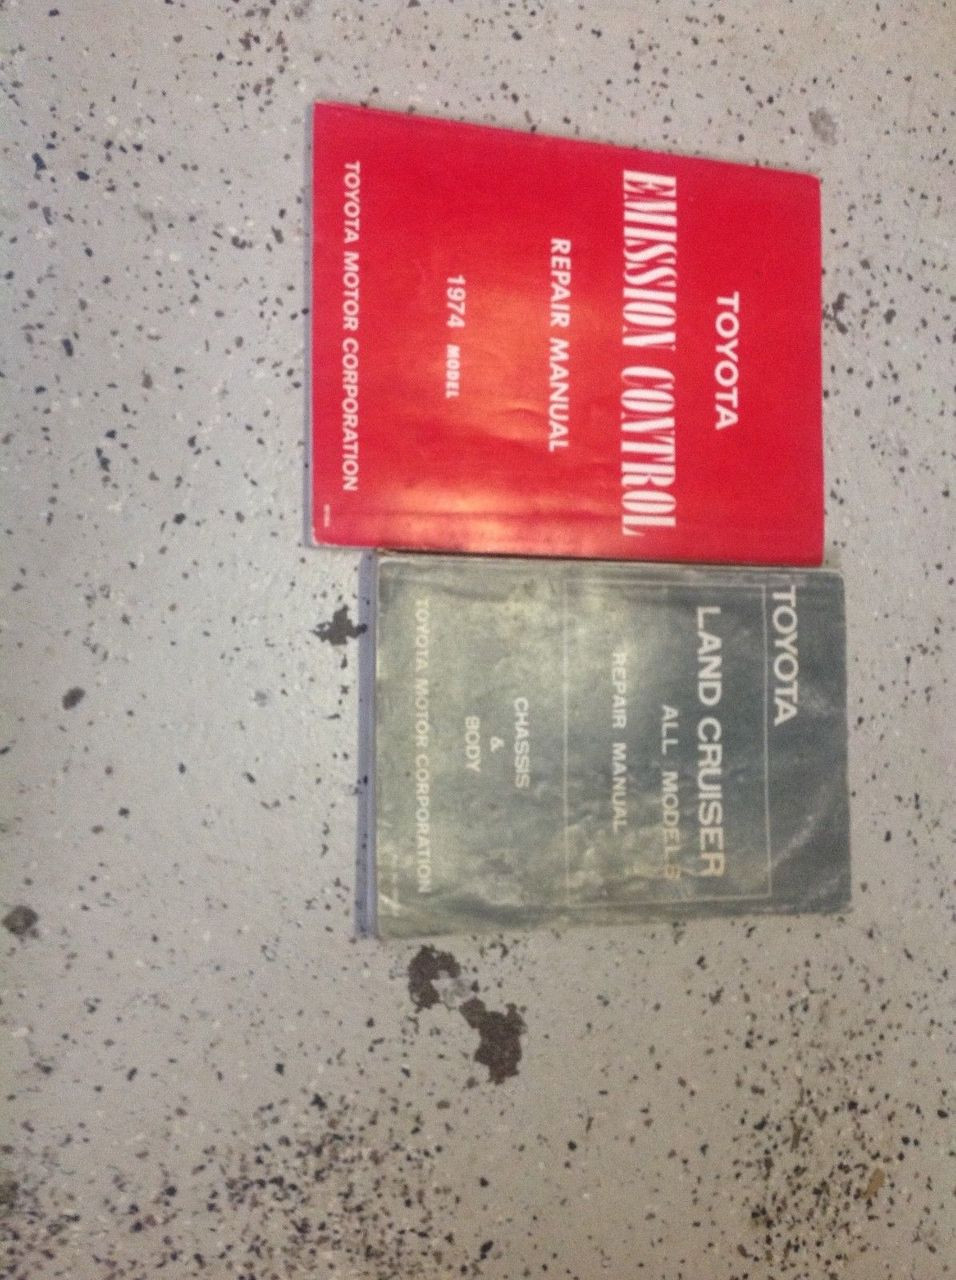 TOYOTA
EMISSION CONTROL
REPAIR MANUAL
1974 MODEL
TOYOTA MOTOR CORPORATION
TOYOTA
LAND CRUISER
ALL MODELS
REPAIR MANUAL
CHASSIS
&
BODY
TOYOTA MOTOR CORPORATION